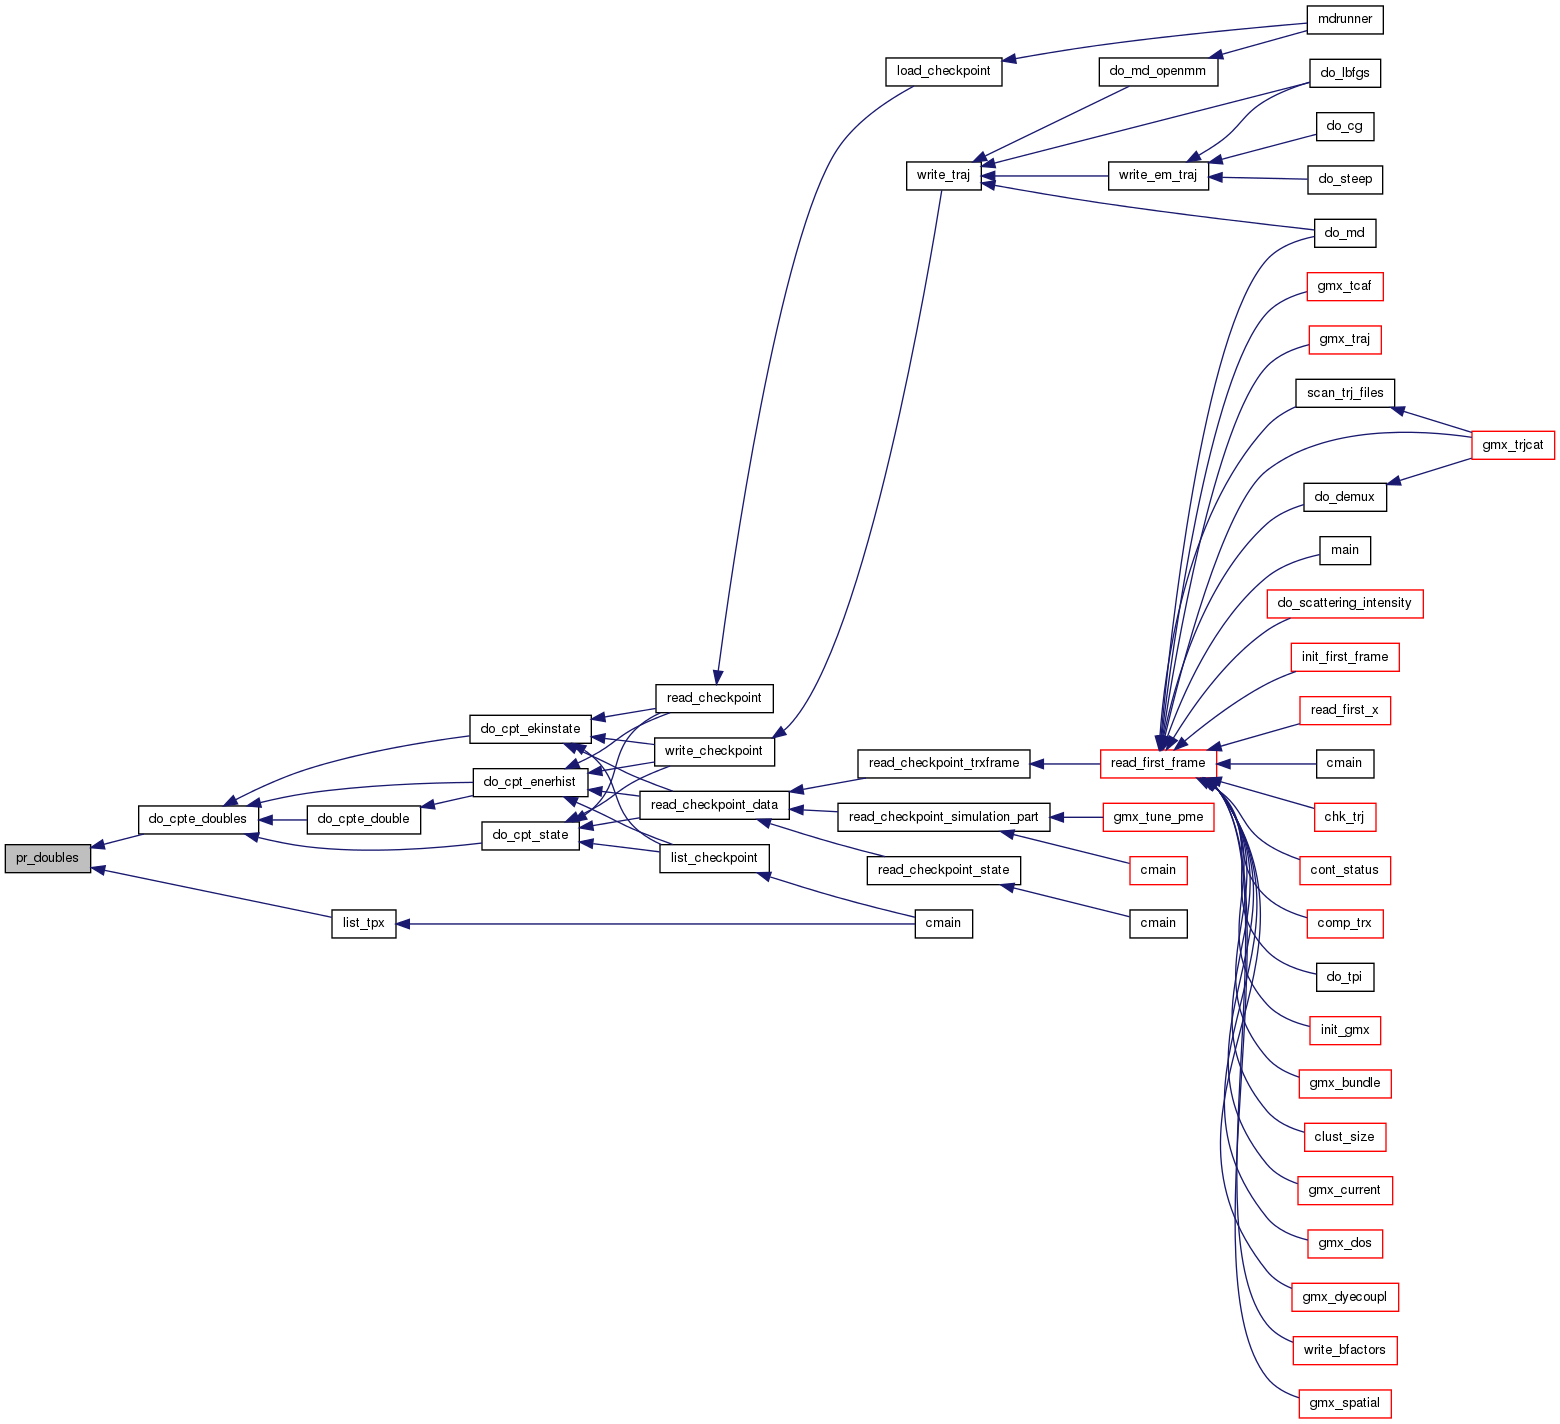 mdrunner
load_checkpoint
do_md_openmm
do_lbfgs
do_cg
write_traj
write_em_traj
do_steep
do_md
gmx_tcaf
gmx_traj
scan_trj_files
gmx_trjcat
do_demux
main
do_scattering_intensity
init_first_frame
read_checkpoint
read_first_x
do_cpt_ekinstate
write_checkpoint
read_checkpoint_trxframe
read_first_frame
cmain
do_cpt_enerhist
read_checkpoint_data
do_cpte_doubles
do_cpte_double
read_checkpoint_simulation_part
gmx_tune_pme
chk_trj
do_cpt_state
pr_doubles
list_checkpoint
read_checkpoint_state
cmain
cont_status
list_tpx
cmain
cmain
comp_trx
do_tpi
init_gmx
gmx_bundle
clust_size
gmx_current
gmx_dos
gmx_dyecoupl
write_bfactors
gmx_spatial